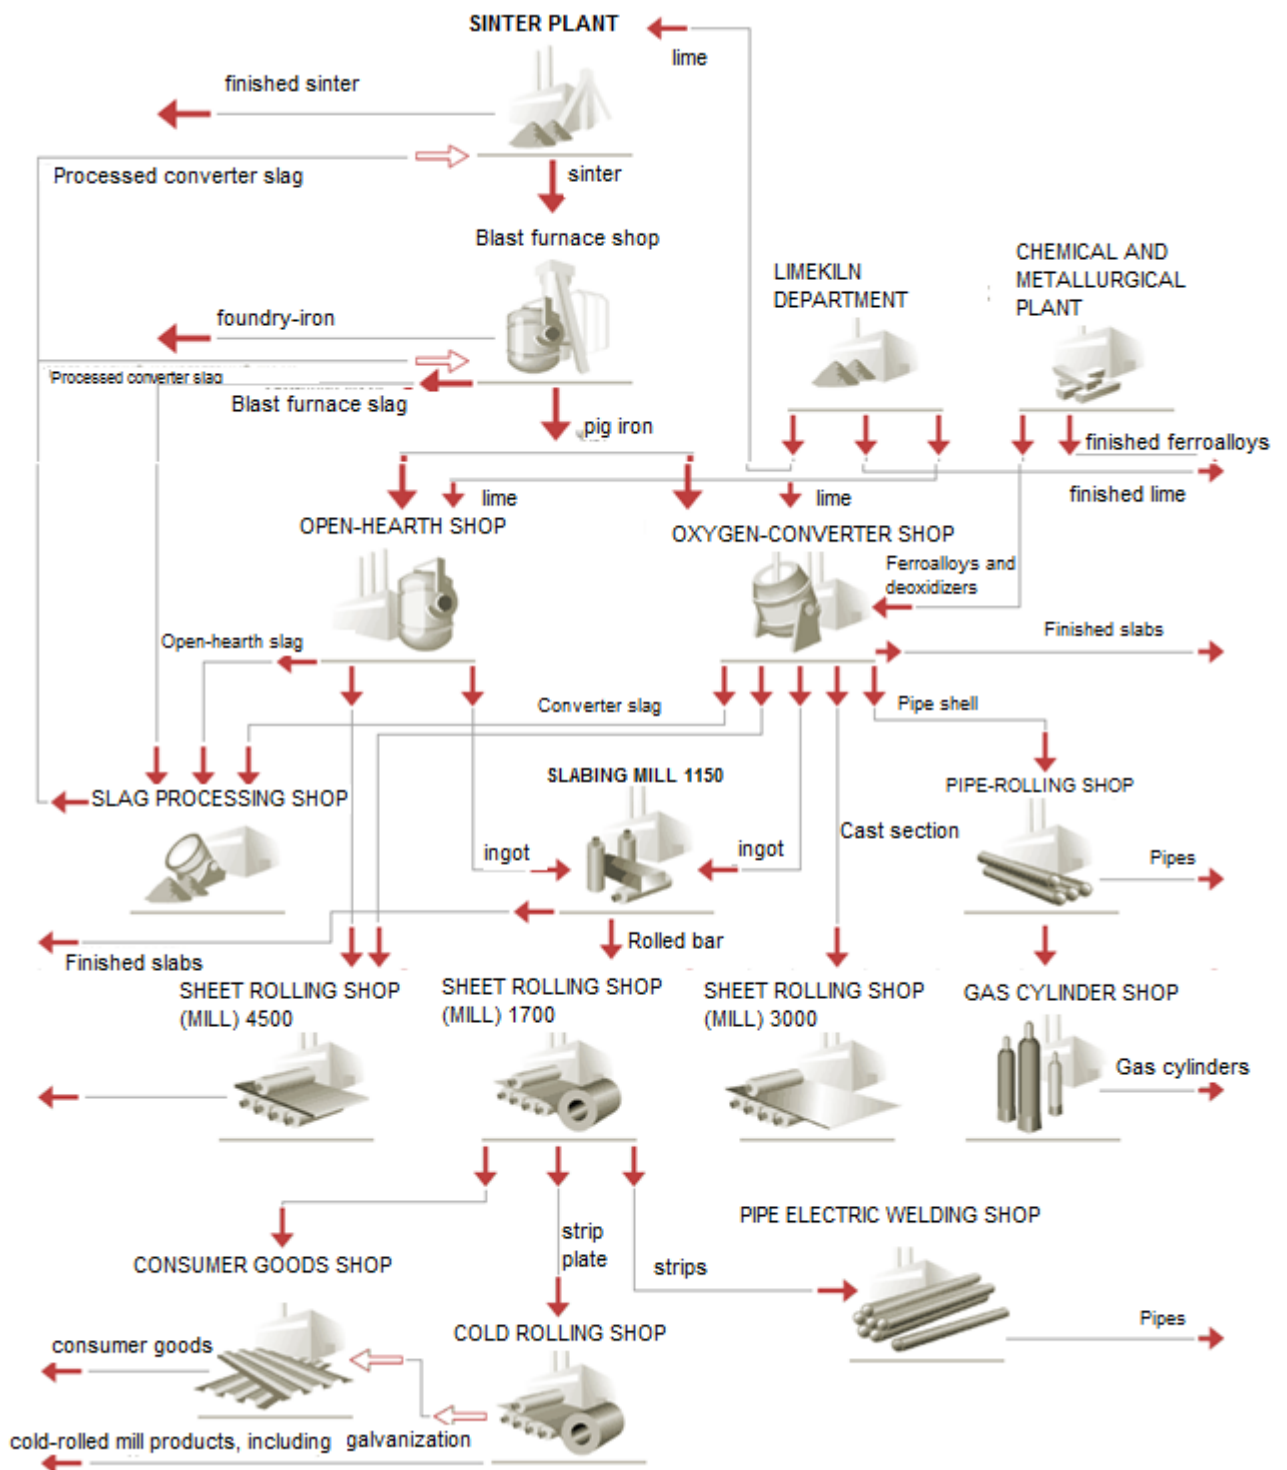 SINTER PLANT
lime
finished sinter
Processed converter slag
sinter
Blast furnace shop
LIMEKILN
DEPARTMENT
CHEMICAL AND
METALLURGICAL
PLANT
foundry-iron
Processed converter slag
Blast furnace slag
pig iron
finished ferroalloys
finished lime
lime
lime
OPEN-HEARTH SHOP
OXYGEN-CONVERTER SHOP
Ferroalloys and
deoxidizers
Open-hearth slag
Finished slabs
Converter slag
Pipe shell
SLABING MILL 1150
SLAG PROCESSING SHOP
PIPE-ROLLING SHOP
Cast section
ingot
ingot
Pipes
Rolled bar
Finished slabs
SHEET ROLLING SHOP
(MILL) 4500
SHEET ROLLING SHOP
(MILL) 1700
SHEET ROLLING SHOP
(MILL) 3000
GAS CYLINDER SHOP
Gas cylinders
PIPE ELECTRIC WELDING SHOP
strip
plate
strips
CONSUMER GOODS SHOP
Pipes
COLD ROLLING SHOP
consumer goods
cold-rolled mill products, including galvanization